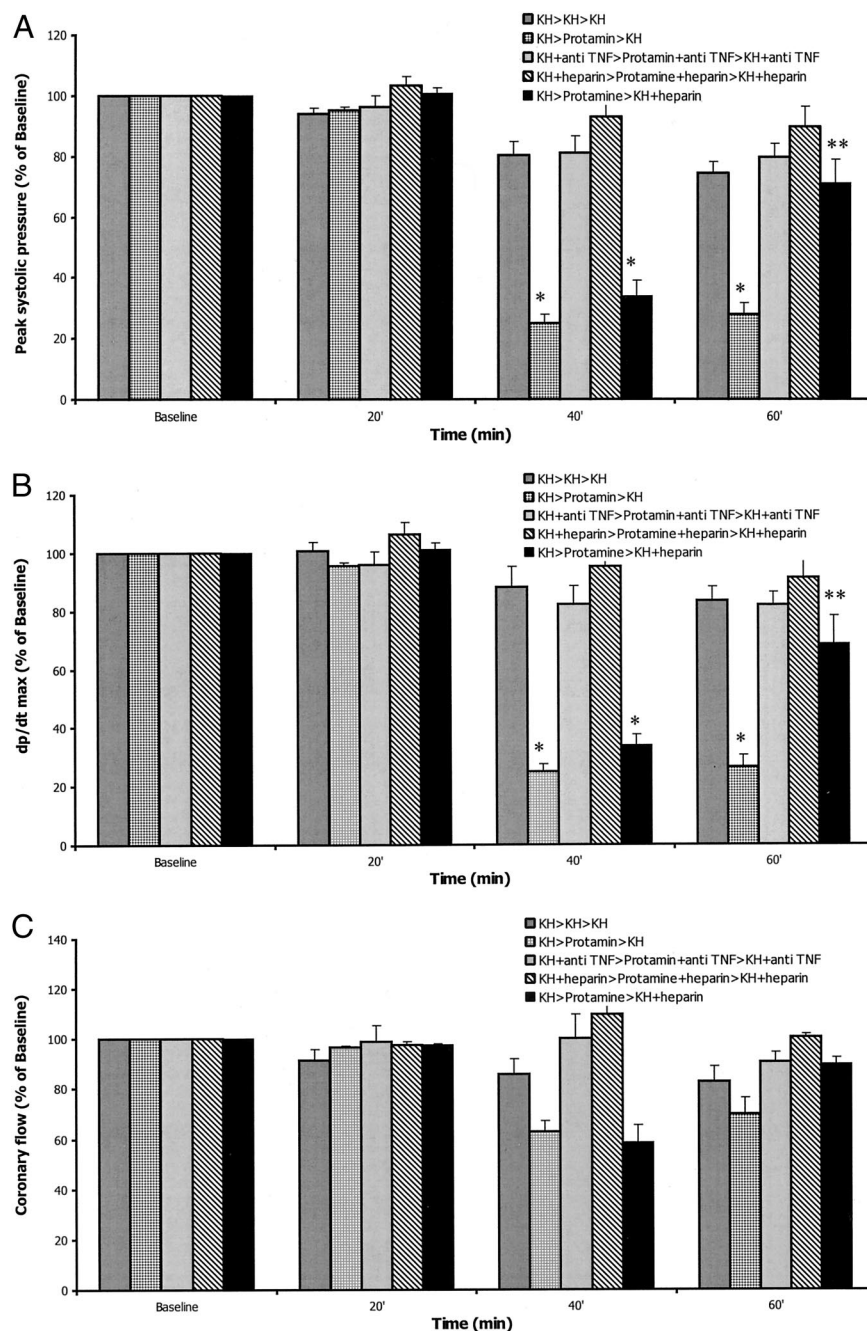 A
KH>KH>KH
KH>Protamin>KH
KH+anti TNF>Protamin+anti TNF>KH+anti TNF
KH+heparin>Protamine+heparin>KH+heparin
KH>Protamine>KH+heparin
Peak systolic pressure (% of Baseline)
120
100
80
60
40
20
0
* * * **
Baseline 20' 40' 60'
Time (min)
B
KH>KH>KH
KH>Protamin>KH
KH+anti TNF>Protamin+anti TNF>KH+anti TNF
KH+heparin>Protamine+heparin>KH+heparin
KH>Protamine>KH+heparin
dp/dt max (% of Baseline)
120
100
80
60
40
20
0
* * * **
Baseline 20' 40' 60'
Time (min)
C
KH>KH>KH
KH>Protamin>KH
KH+anti TNF>Protamin+anti TNF>KH+anti TNF
KH+heparin>Protamine+heparin>KH+heparin
KH>Protamine>KH+heparin
Coronary flow (% of Baseline)
140
120
100
80
60
40
20
0
Baseline 20' 40' 60'
Time (min)